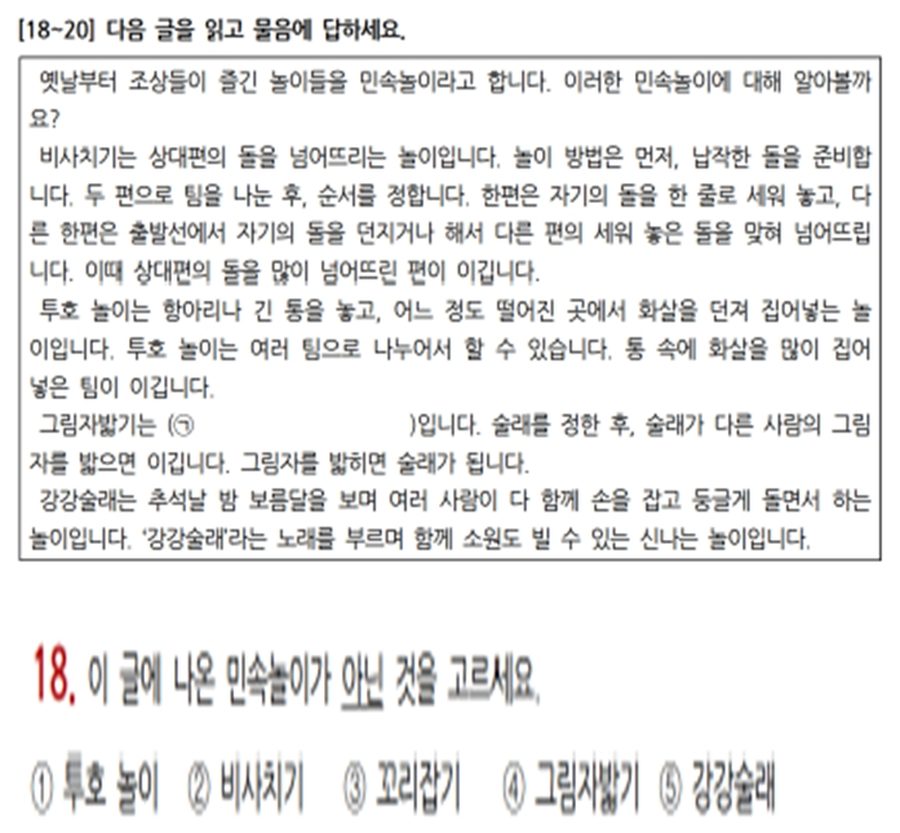 [18~20] 다음 글을 읽고 물음에 답하세요.
옛날부터 조상들이 즐긴 놀이들을 민속놀이라고 합니다. 이러한 민속놀이에 대해 알아볼까
요?
비사치기는 상대편의 돌을 넘어뜨리는 놀이입니다. 놀이 방법은 먼저, 납작한 돌을 준비합
니다. 두 편으로 팀을 나눈 후, 순서를 정합니다. 한편은 자기의 돌을 한 줄로 세워 놓고, 다
른 한편은 출발선에서 자기의 돌을 던지거나 해서 다른 편의 세워 놓은 돌을 맞혀 넘어뜨립
니다. 이때 상대편의 돌을 많이 넘어뜨린 편이 이깁니다.
투호 놀이는 항아리나 긴 통을 놓고, 어느 정도 떨어진 곳에서 화살을 던져 집어넣는 놀
이입니다. 투호 놀이는 여러 팀으로 나누어서 할 수 있습니다. 통 속에 화살을 많이 집어
넣은 팀이 이깁니다.
그림자밟기는 (㉠ )입니다. 술래를 정한 후, 술래가 다른 사람의 그림
자를 밟으면 이깁니다. 그림자를 밟히면 술래가 됩니다.
강강술래는 추석날 밤 보름달을 보며 여러 사람이 다 함께 손을 잡고 둥글게 돌면서 하는
놀이입니다. '강강술래'라는 노래를 부르며 함께 소원도 빌 수 있는 신나는 놀이입니다.
18. 이 글에 나온 민속놀이가 아닌 것을 고르세요.
① 투호 놀이 ② 비사치기 ③ 꼬리잡기 ④ 그림자밟기 ⑤ 강강술래